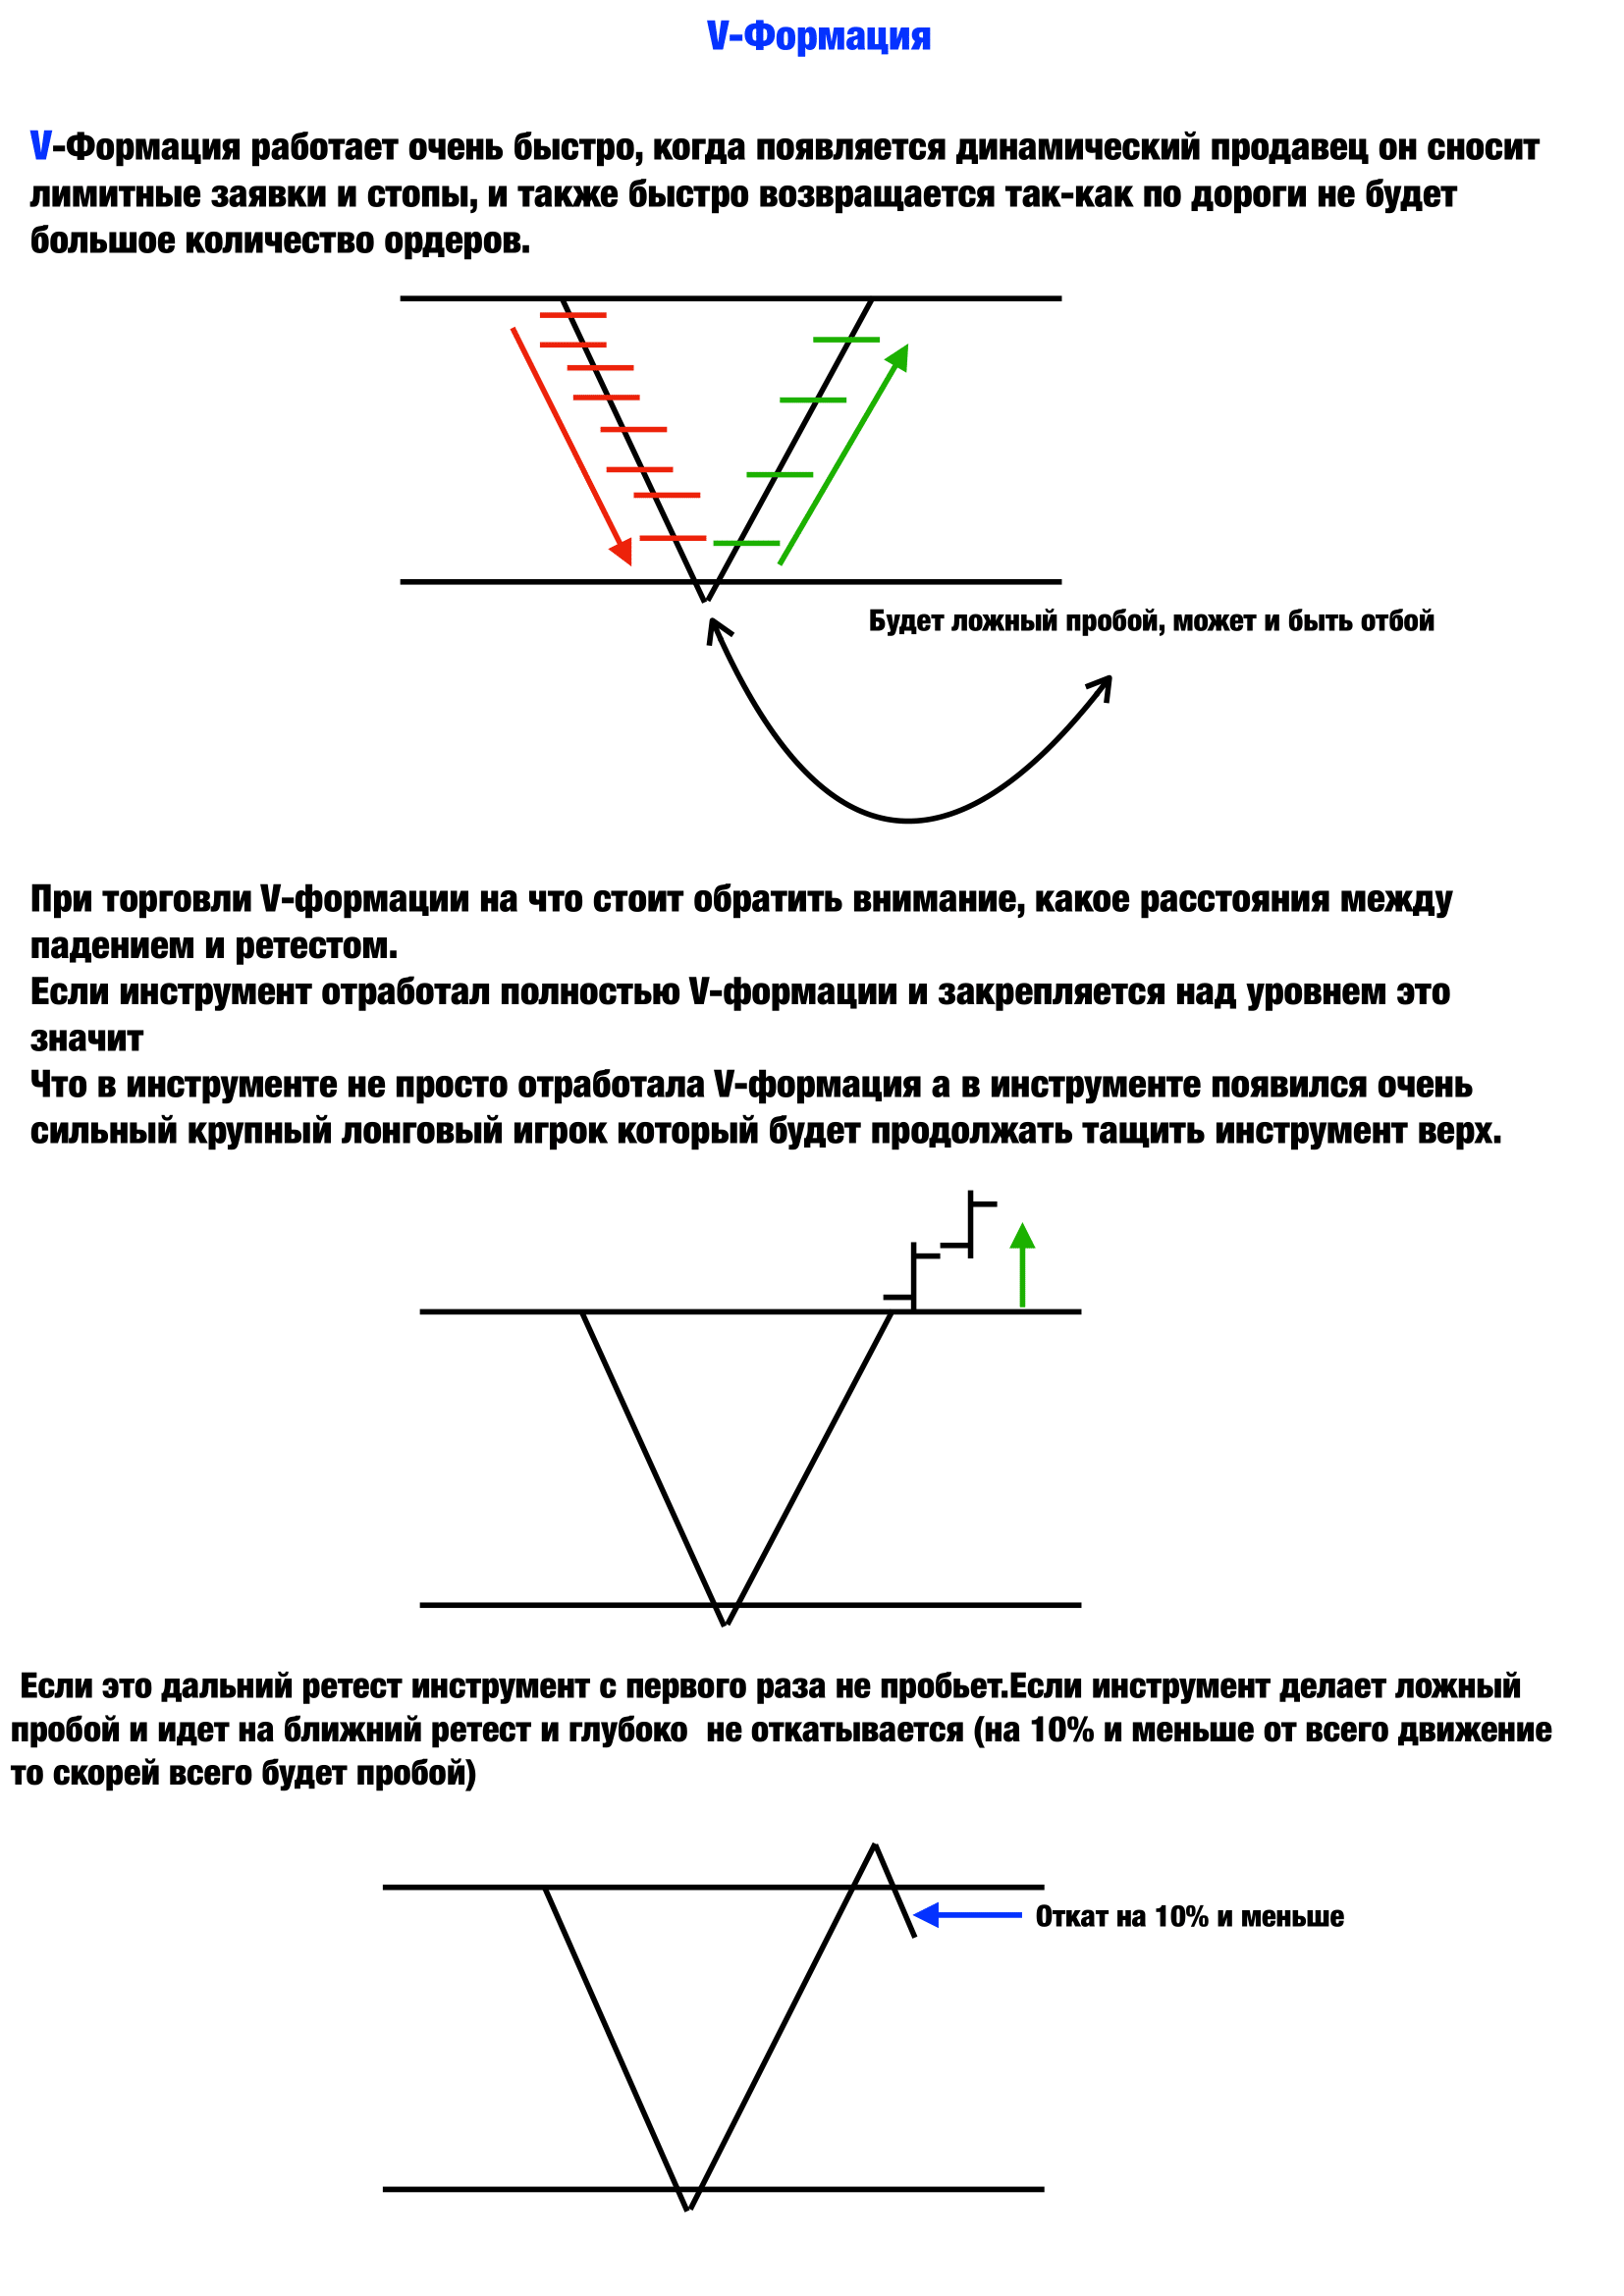 V-Формация
V-Формация работает очень быстро, когда появляется динамический продавец он сносит
лимитные заявки и стопы, и также быстро возвращается так-как по дороги не будет
большое количество ордеров.
Будет ложный пробой, может и быть отбой
При торговли V-формации на что стоит обратить внимание, какое расстояния между
падением и ретестом.
Если инструмент отработал полностью V-формации и закрепляется над уровнем это
значит
Что в инструменте не просто отработала V-формация а в инструменте появился очень
сильный крупный лонговый игрок который будет продолжать тащить инструмент верх.
Если это дальний ретест инструмент с первого раза не пробьет.Если инструмент делает ложный
пробой и идет на ближний ретест и глубоко  не откатывается (на 10% и меньше от всего движение
то скорей всего будет пробой)
Откат на 10% и меньше